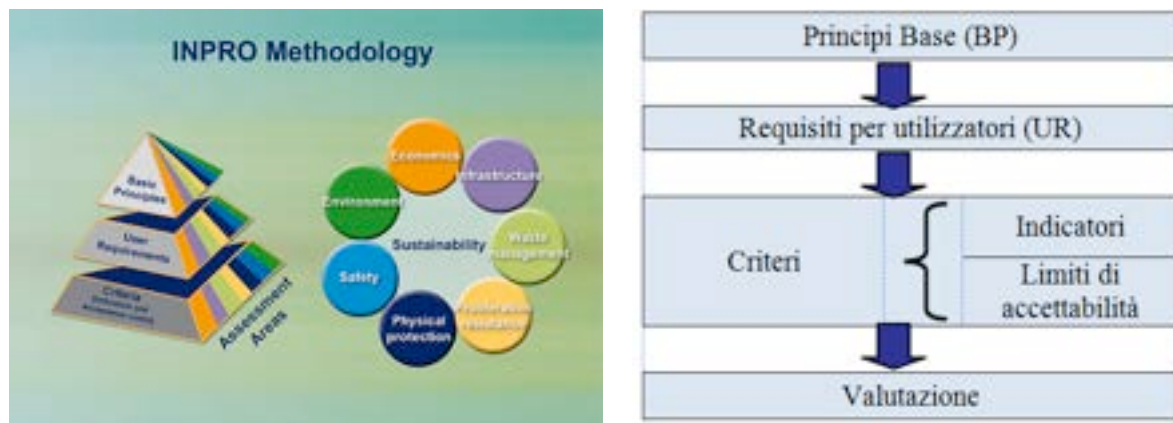 INPRO Methodology
Basic
Principles
User
Requirements
Criteria
Assessment
Areas
Economics
Infrastructure
Environment
Sustainability
Waste
management
Safety
Physical
protection
Proliferation
resistance
Principi Base (BP)
Requisiti per utilizzatori (UR)
Criteri
Indicatori
Limiti di
accettabilità
Valutazione